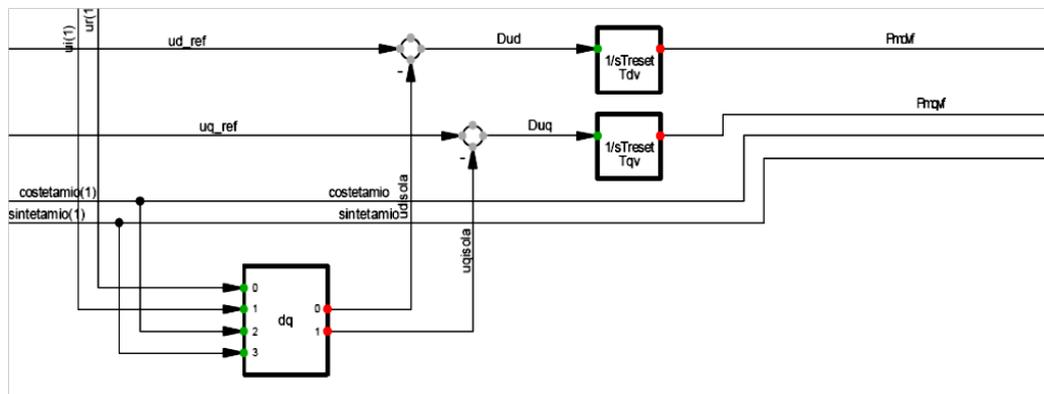 ui(1)
ur(1
ud_ref
Dud
1/sTreset
Tdv
Pmdvf
-
uq_ref
Duq
1/sTreset
Tqv
Pmqvf
-
costetamio(1)
costetamio
sintetamio(1)
sintetamio
udisola
uqisola
0
1
2
3
dq
0
1